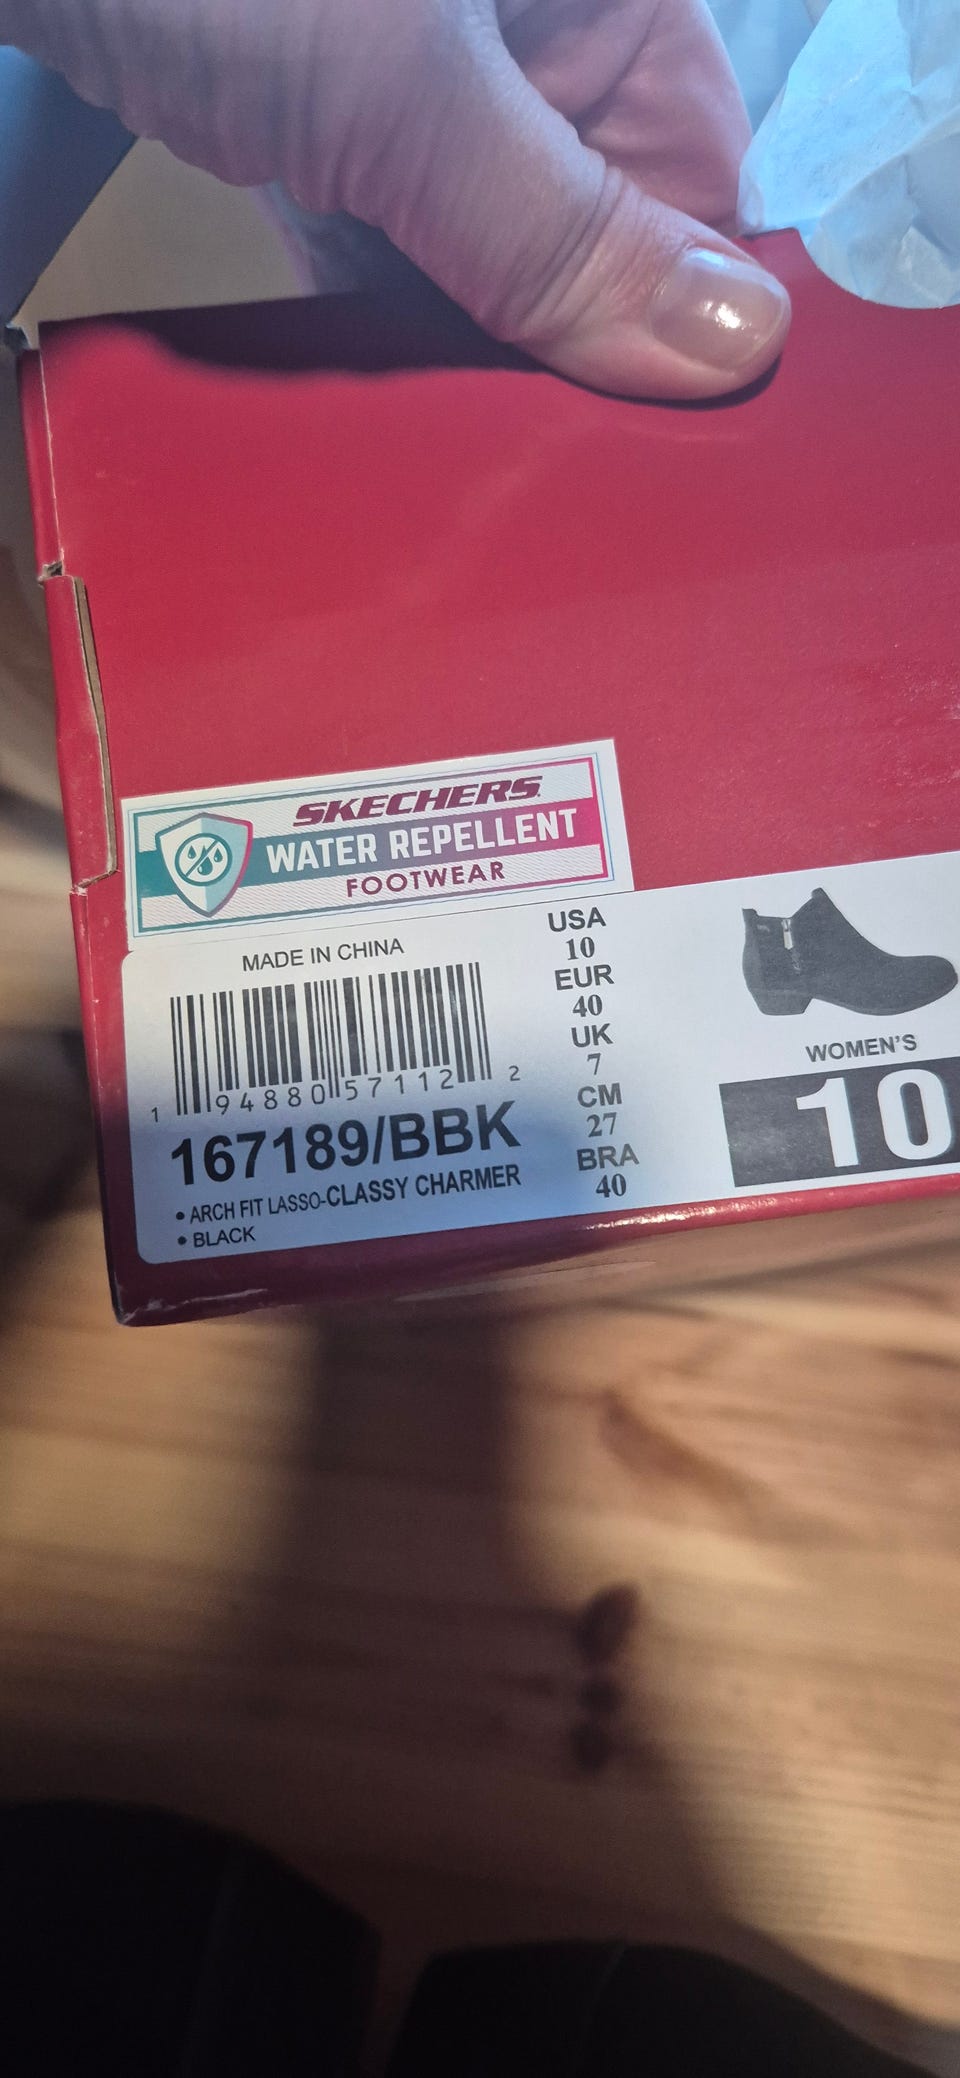 SKECHERS
WATER REPELLENT
FOOTWEAR
MADE IN CHINA
1 94880 57112 2
167189/BBK
• ARCH FIT LASSO-CLASSY CHARMER
• BLACK
USA
10
EUR
40
UK
7
CM
27
BRA
40
WOMEN'S
10